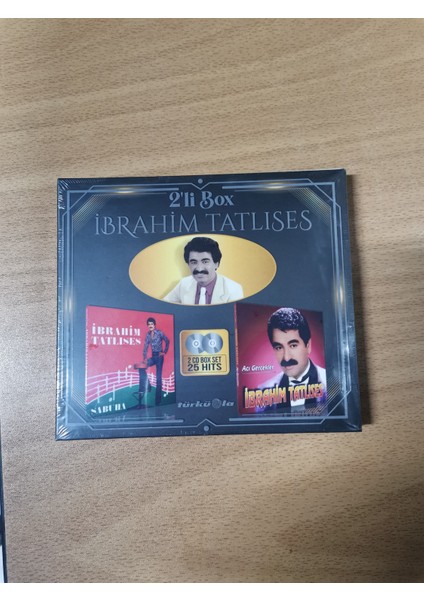 2'li Box
İBRAHİM TATLISES
İBRAHİM
TATLISES
SABUHA
2 CD BOX SET
25 HITS
Acı Gerçekler
İBRAHİM TATLISES
türküola